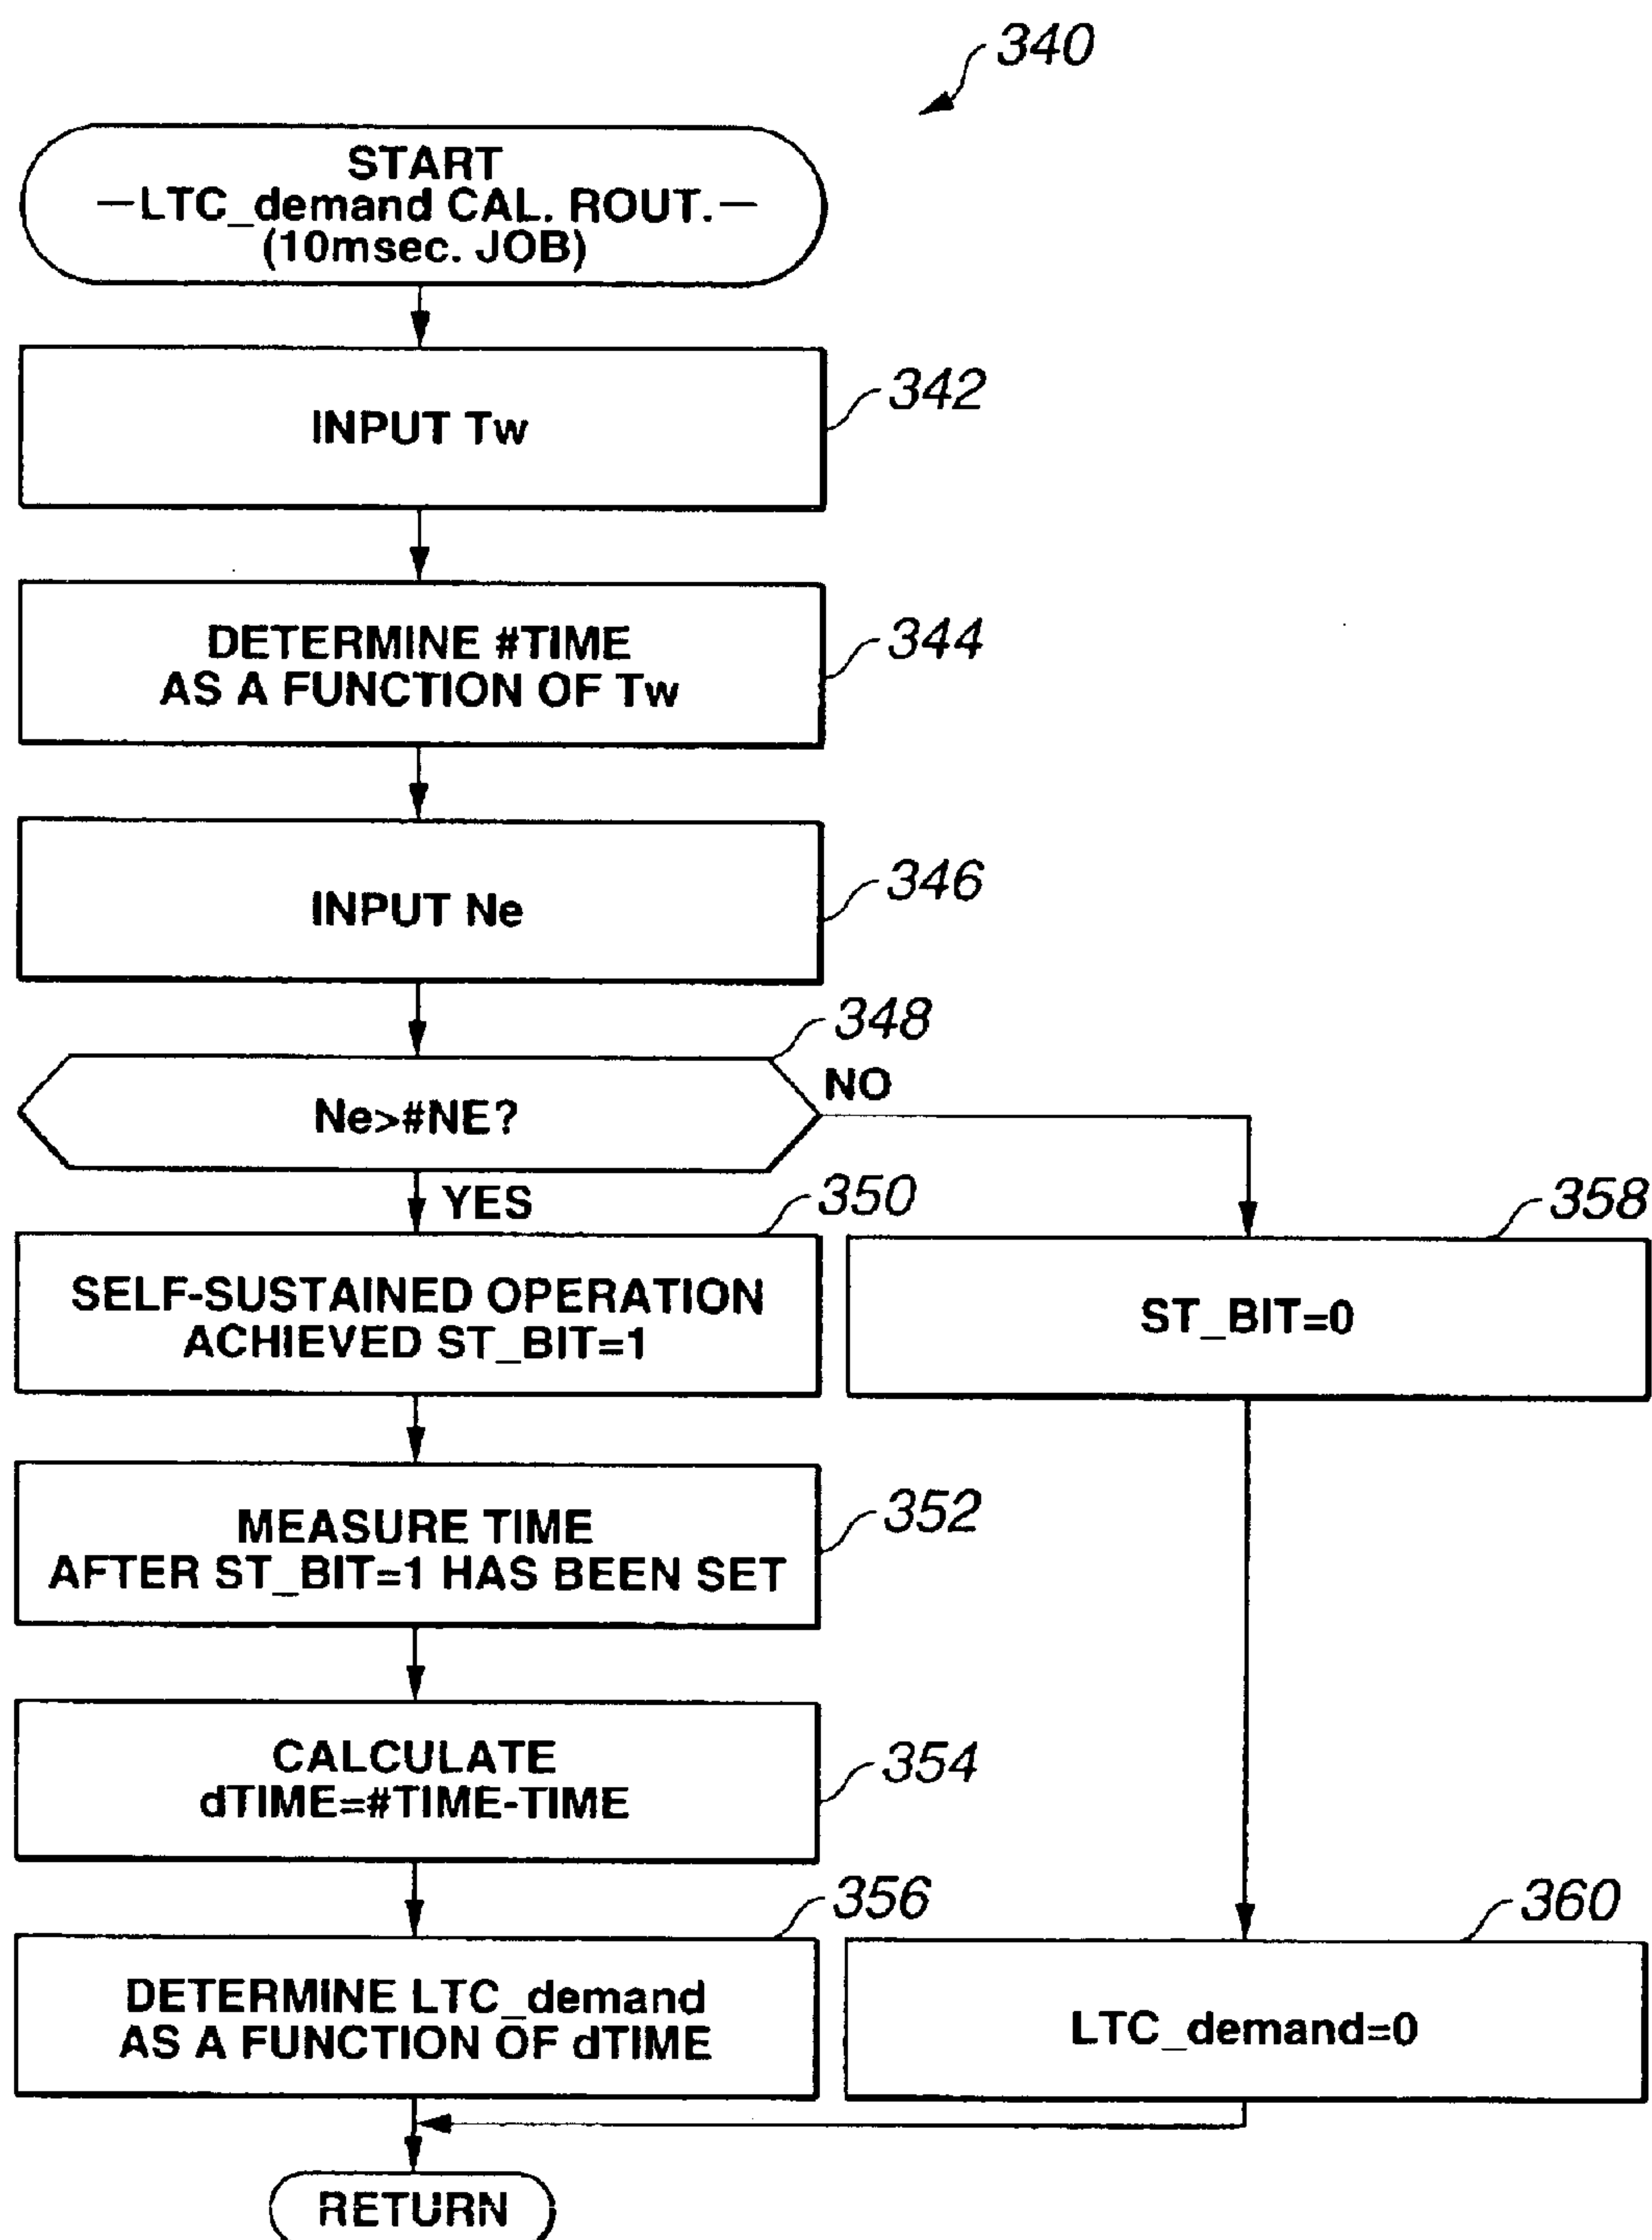 340
START
—LTC_demand CAL. ROUT.—
(10msec. JOB)
342
INPUT Tw
344
DETERMINE #TIME
AS A FUNCTION OF Tw
346
INPUT Ne
348
Ne>#NE?
NO
YES
350
SELF-SUSTAINED OPERATION
ACHIEVED ST_BIT=1
358
ST_BIT=0
352
MEASURE TIME
AFTER ST_BIT=1 HAS BEEN SET
354
CALCULATE
dTIME=#TIME-TIME
356
DETERMINE LTC_demand
AS A FUNCTION OF dTIME
360
LTC_demand=0
RETURN